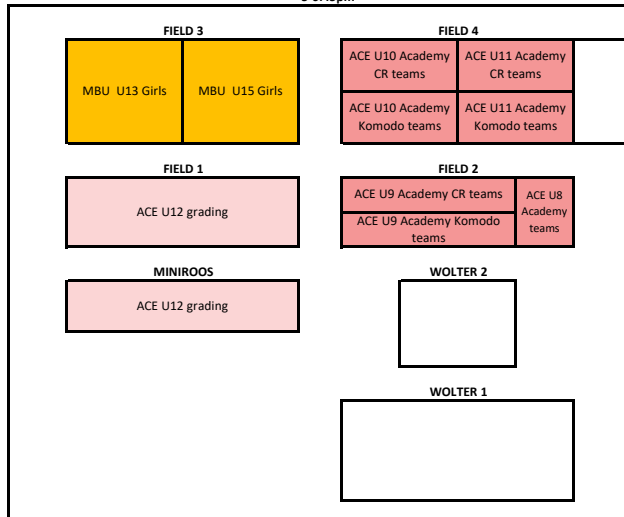 FIELD 3
FIELD 4
MBU U13 Girls
MBU U15 Girls
ACE U10 Academy
CR teams
ACE U11 Academy
CR teams
ACE U10 Academy
Komodo teams
ACE U11 Academy
Komodo teams
FIELD 1
FIELD 2
ACE U12 grading
ACE U9 Academy CR teams
ACE U9 Academy Komodo
teams
ACE U8
Academy
teams
MINIROOS
WOLTER 2
ACE U12 grading
WOLTER 1